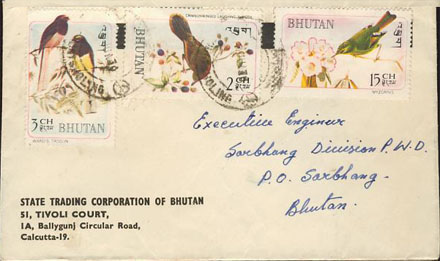 BHUTAN
2 CH
BHUTAN
15 CH
3 CH
BHUTAN
Executive Engineer
Sarbhang Division P.W.D.
P.O. Sarbhang.
Bhutan.
STATE TRADING CORPORATION OF BHUTAN
51, TIVOLI COURT,
1A, Ballygunj Circular Road,
Calcutta-19.